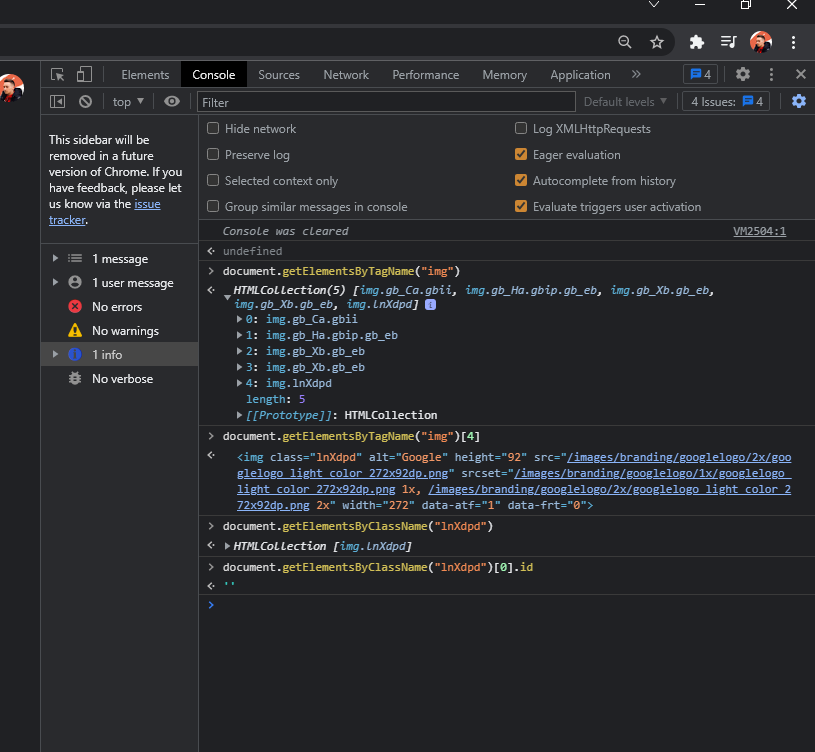 Elements Console Sources Network Performance Memory Application » 4
top Filter Default levels 4 Issues: 4
This sidebar will be
removed in a future
version of Chrome. If you
have feedback, please let
us know via the issue
tracker.
1 message
1 user message
No errors
No warnings
1 info
No verbose
Hide network Log XMLHttpRequests
Preserve log Eager evaluation
Selected context only Autocomplete from history
Group similar messages in console Evaluate triggers user activation
Console was cleared VM2504:1
undefined
document.getElementsByTagName("img")
HTMLCollection(5) [img.gb_Ca.gbii, img.gb_Ha.gbip.gb_eb, img.gb_Xb.gb_eb,
img.gb_Xb.gb_eb, img.lnXdpd] i
0: img.gb_Ca.gbii
1: img.gb_Ha.gbip.gb_eb
2: img.gb_Xb.gb_eb
3: img.gb_Xb.gb_eb
4: img.lnXdpd
length: 5
[[Prototype]]: HTMLCollection
document.getElementsByTagName("img")[4]
<img class="lnXdpd" alt="Google" height="92" src="/images/branding/googlelogo/2x/goo
glelogo_light_color_272x92dp.png" srcset="/images/branding/googlelogo/1x/googlelogo_
light_color_272x92dp.png 1x, /images/branding/googlelogo/2x/googlelogo_light_color_2
72x92dp.png 2x" width="272" data-atf="1" data-frt="0">
document.getElementsByClassName("lnXdpd")
HTMLCollection [img.lnXdpd]
document.getElementsByClassName("lnXdpd")[0].id
''